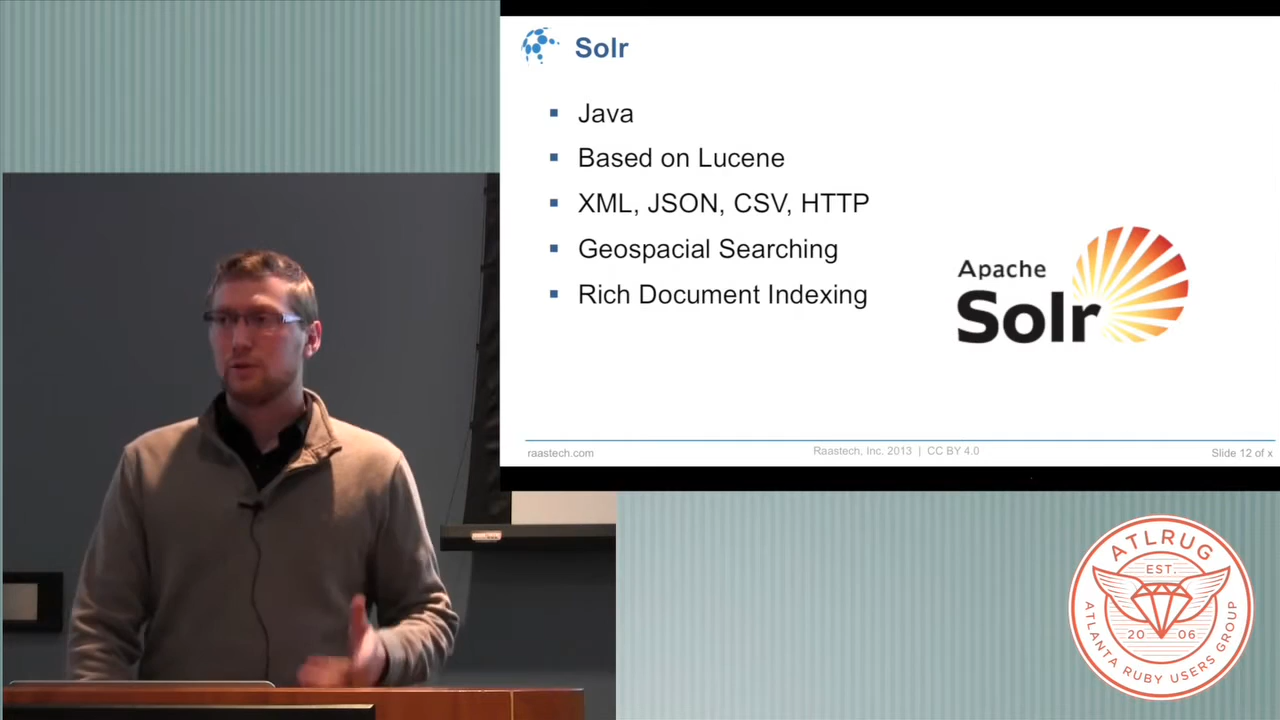 Solr
Java
Based on Lucene
XML, JSON, CSV, HTTP
Geospacial Searching
Rich Document Indexing
Apache
Solr
raastech.com
Raastech, Inc. 2013 | CC BY 4.0
Slide 12 of x
ATLRUG
EST.
20 06
ATLANTA RUBY USERS GROUP